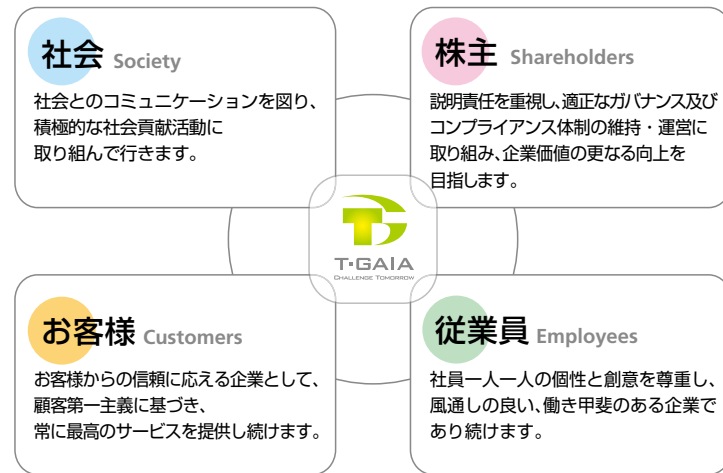 社会 Society
社会とのコミュニケーションを図り、
積極的な社会貢献活動に
取り組んで行きます。
株主 Shareholders
説明責任を重視し、適正なガバナンス及び
コンプライアンス体制の維持・運営に
取り組み、企業価値の更なる向上を
目指します。
T・GAIA
CHALLENGE TOMORROW
お客様 Customers
お客様からの信頼に応える企業として、
顧客第一主義に基づき、
常に最高のサービスを提供し続けます。
従業員 Employees
社員一人一人の個性と創意を尊重し、
風通しの良い、働き甲斐のある企業で
あり続けます。